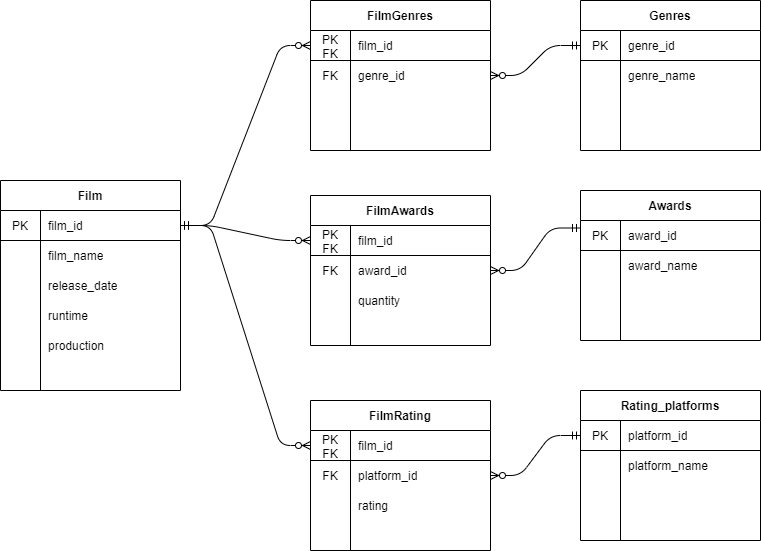 Film
PK film_id
film_name
release_date
runtime
production
FilmGenres
PK
FK film_id
FK genre_id
Genres
PK genre_id
genre_name
FilmAwards
PK
FK film_id
FK award_id
quantity
Awards
PK award_id
award_name
FilmRating
PK
FK film_id
FK platform_id
rating
Rating_platforms
PK platform_id
platform_name